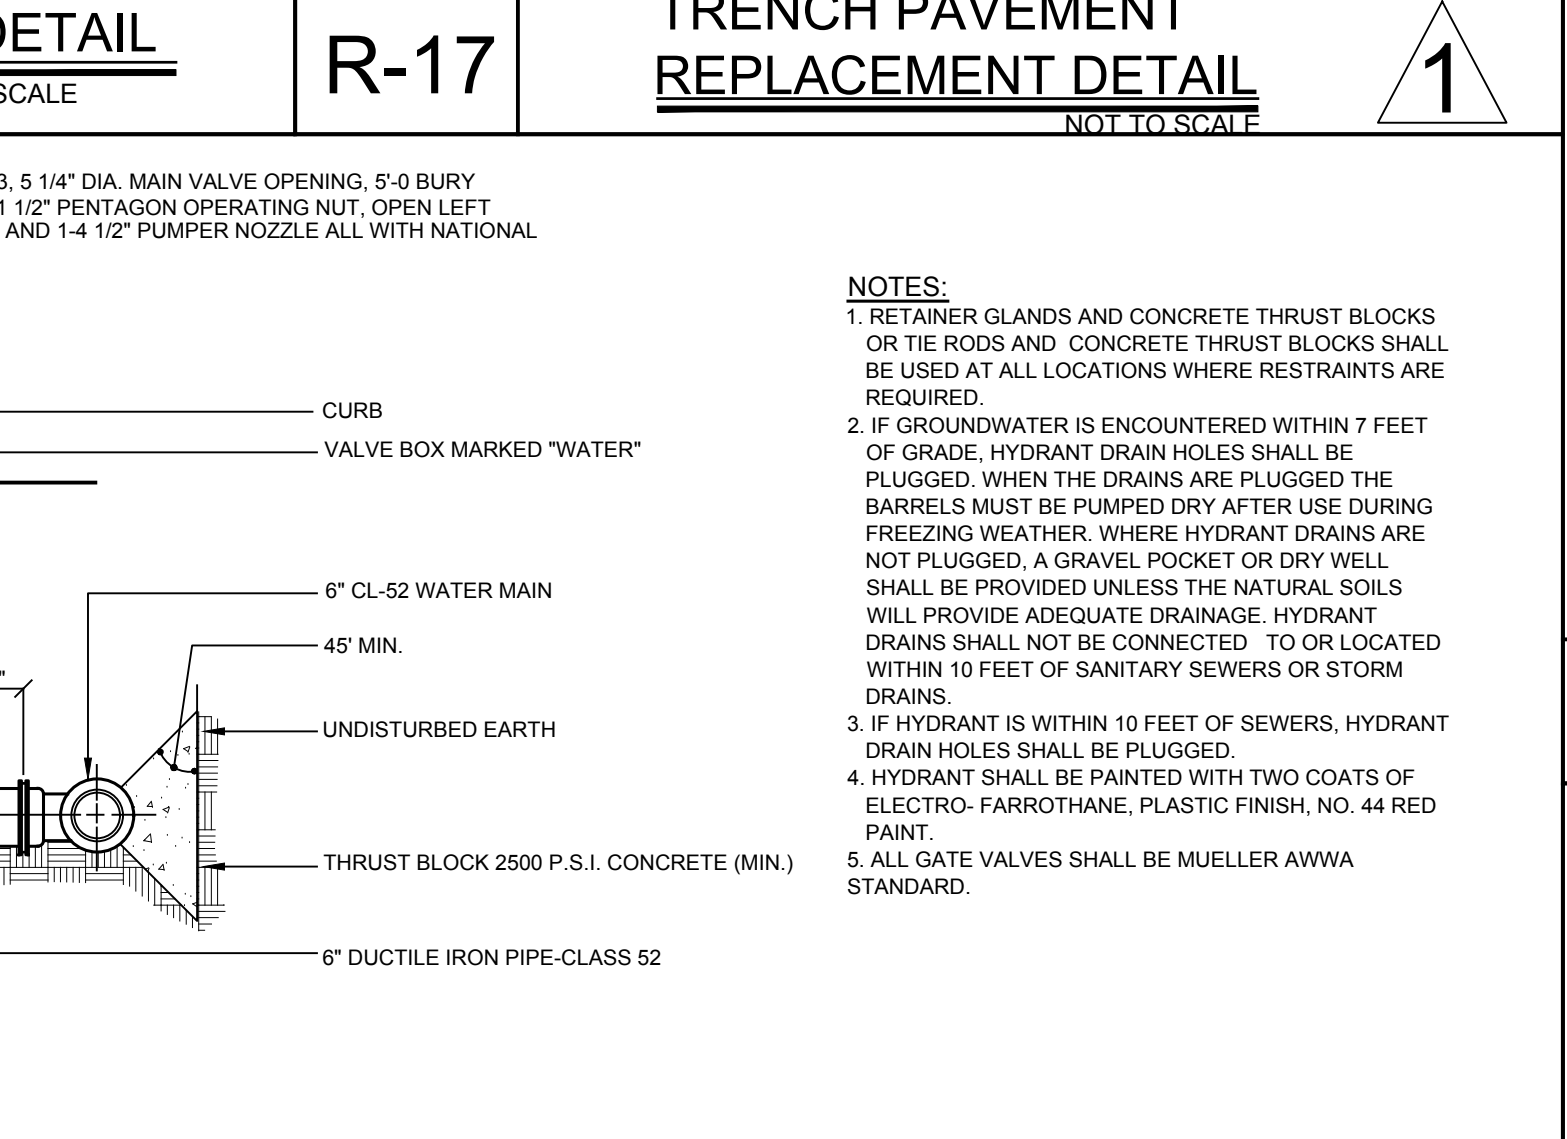 DETAIL
SCALE
R-17
TRENCH PAVEMENT
REPLACEMENT DETAIL
NOT TO SCALE
1
3, 5 1/4" DIA. MAIN VALVE OPENING, 5'-0 BURY
1 1/2" PENTAGON OPERATING NUT, OPEN LEFT
AND 1-4 1/2" PUMPER NOZZLE ALL WITH NATIONAL
CURB
VALVE BOX MARKED "WATER"
6" CL-52 WATER MAIN
45' MIN.
"
UNDISTURBED EARTH
THRUST BLOCK 2500 P.S.I. CONCRETE (MIN.)
6" DUCTILE IRON PIPE-CLASS 52
NOTES:
1. RETAINER GLANDS AND CONCRETE THRUST BLOCKS
OR TIE RODS AND CONCRETE THRUST BLOCKS SHALL
BE USED AT ALL LOCATIONS WHERE RESTRAINTS ARE
REQUIRED.
2. IF GROUNDWATER IS ENCOUNTERED WITHIN 7 FEET
OF GRADE, HYDRANT DRAIN HOLES SHALL BE
PLUGGED. WHEN THE DRAINS ARE PLUGGED THE
BARRELS MUST BE PUMPED DRY AFTER USE DURING
FREEZING WEATHER. WHERE HYDRANT DRAINS ARE
NOT PLUGGED, A GRAVEL POCKET OR DRY WELL
SHALL BE PROVIDED UNLESS THE NATURAL SOILS
WILL PROVIDE ADEQUATE DRAINAGE. HYDRANT
DRAINS SHALL NOT BE CONNECTED TO OR LOCATED
WITHIN 10 FEET OF SANITARY SEWERS OR STORM
DRAINS.
3. IF HYDRANT IS WITHIN 10 FEET OF SEWERS, HYDRANT
DRAIN HOLES SHALL BE PLUGGED.
4. HYDRANT SHALL BE PAINTED WITH TWO COATS OF
ELECTRO- FARROTHANE, PLASTIC FINISH, NO. 44 RED
PAINT.
5. ALL GATE VALVES SHALL BE MUELLER AWWA
STANDARD.